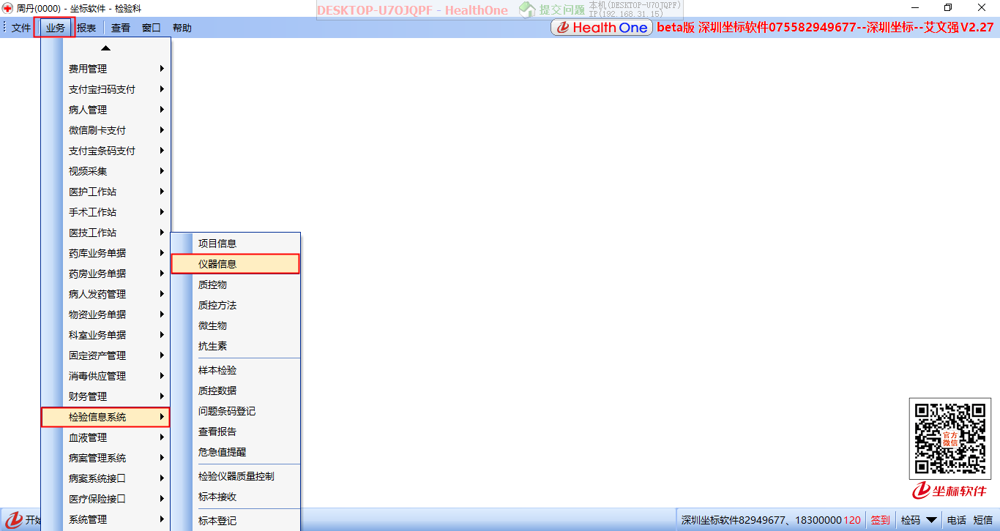 周丹(0000) - 坐标软件 - 检验科
DESKTOP-U7OJQPF - HealthOne
提交问题
本机(DESKTOP-U7OJQPF)
IP(192.168.31.15)
文件 业务 报表 查看 窗口 帮助
Health One
beta版 深圳坐标软件075582949677--深圳坐标--艾文强 V2.27
费用管理
支付宝扫码支付
病人管理
微信刷卡支付
支付宝条码支付
视频采集
医护工作站
手术工作站
医技工作站
药库业务单据
药房业务单据
病人发药管理
物资业务单据
科室业务单据
固定资产管理
消毒供应管理
财务管理
检验信息系统
血液管理
病案管理系统
病案系统接口
医疗保险接口
系统管理
项目信息
仪器信息
质控物
质控方法
微生物
抗生素
样本检验
质控数据
问题条码登记
查看报告
危急值提醒
检验仪器质量控制
标本接收
标本登记
官方
微信
坐标软件
开始
深圳坐标软件82949677、18300000120 签到 检码 电话 短信